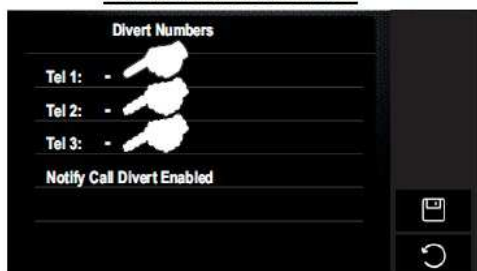 Divert Numbers
Tel 1: -
Tel 2: -
Tel 3: -
Notify Call Divert Enabled